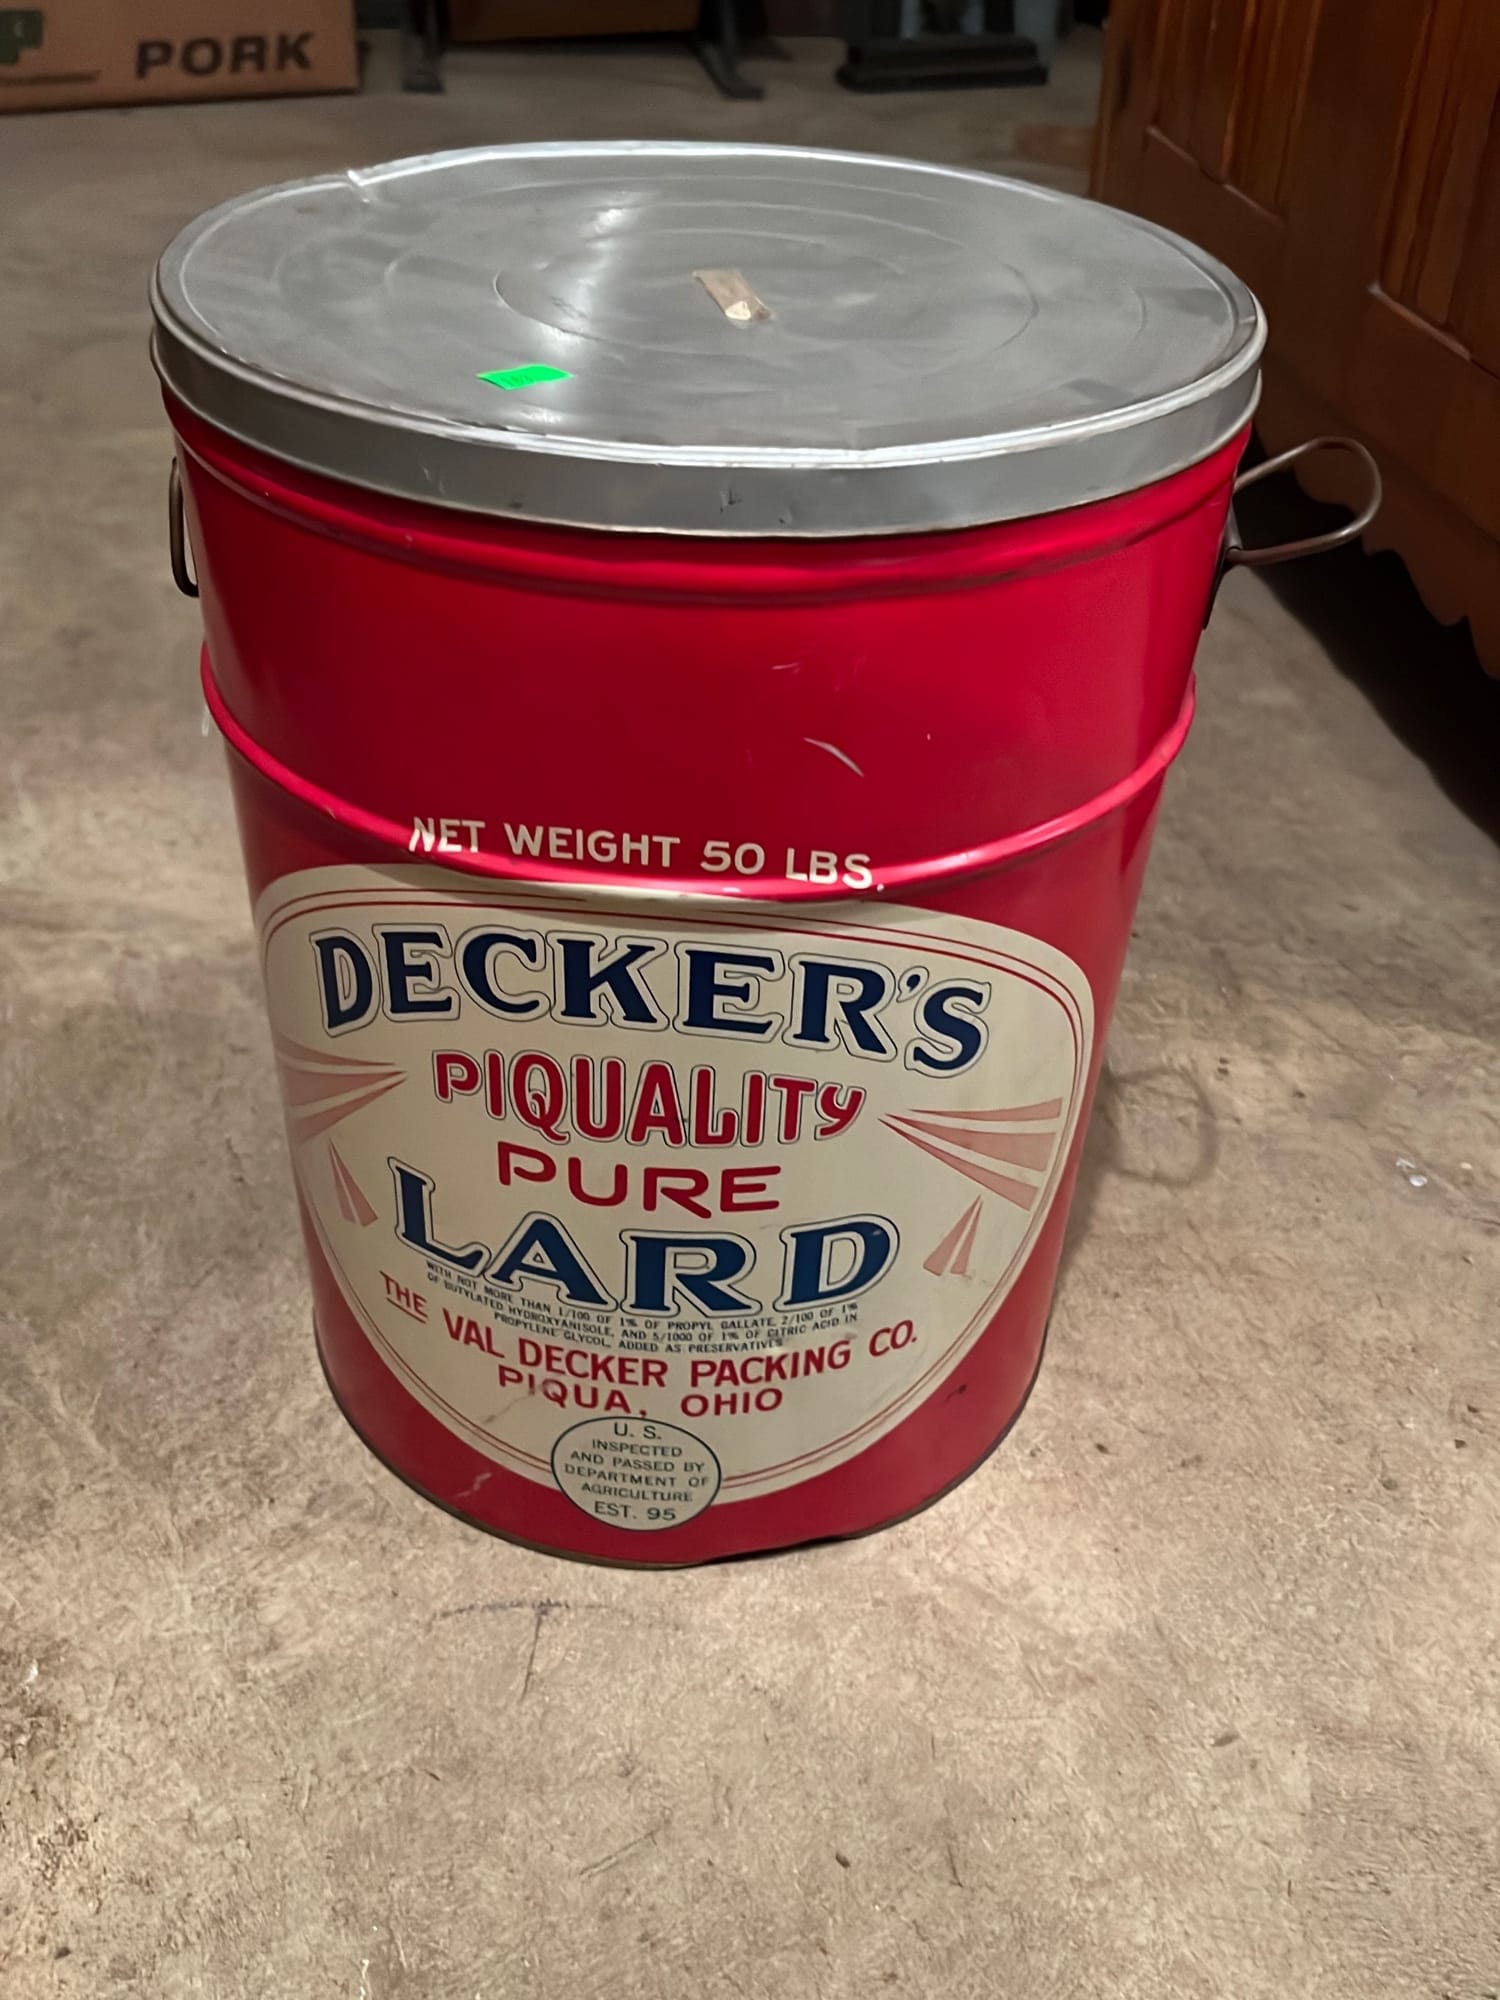 PORK
NET WEIGHT 50 LBS.
DECKER'S
PIQUALITY
PURE
LARD
WITH NOT MORE THAN 1/100 OF 1% OF PROPYL GALLATE, 2/100 OF 1%
OF BUTYLATED HYDROXYANISOLE, AND 5/1000 OF 1% OF CITRIC ACID IN
PROPYLENE GLYCOL, ADDED AS PRESERVATIVES
THE VAL DECKER PACKING CO.
PIQUA, OHIO
U. S.
INSPECTED
AND PASSED BY
DEPARTMENT OF
AGRICULTURE
EST. 95